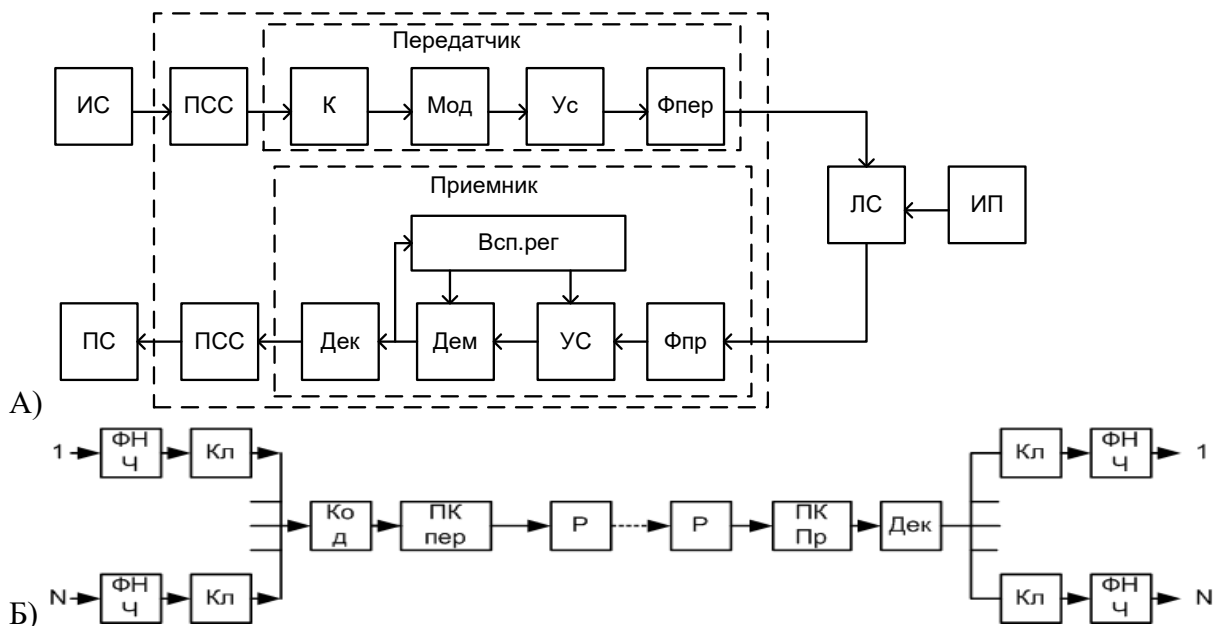 Передатчик
ИС ПСС К Мод Ус Фпер
Приемник
ЛС ИП
Всп.рег
ПС ПСС Дек Дем УС Фпр
А)
1 ФН Ч Кл Кл ФН Ч 1
Ко д ПК пер Р Р ПК Пр Дек
N ФН Ч Кл Кл ФН Ч N
Б)